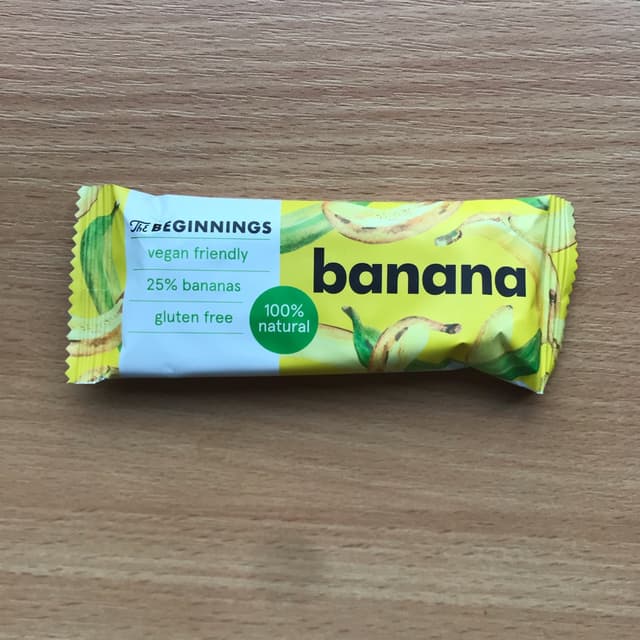 The BEGINNINGS
vegan friendly
25% bananas
gluten free
100%
natural
banana